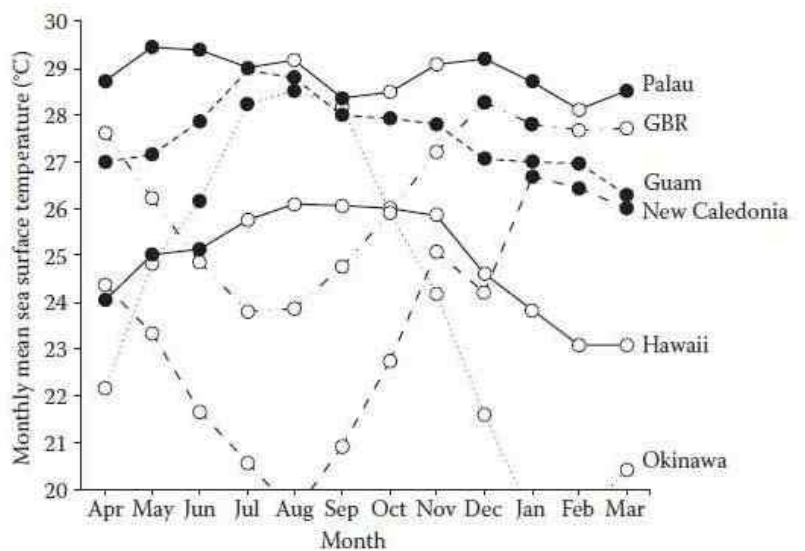 Monthly mean sea surface temperature (°C)
30
29
28
27
26
25
24
23
22
21
20
Palau
GBR
Guam
New Caledonia
Hawaii
Okinawa
Apr May Jun Jul Aug Sep Oct Nov Dec Jan Feb Mar
Month